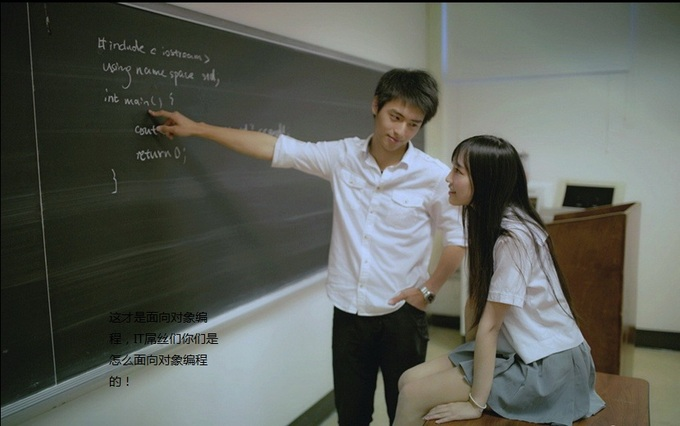 #include <iostream>
using namespace std;
int main() {
cout
return 0;
}
这才是面向对象编
程，IT屌丝们你们是
怎么面向对象编程
的！